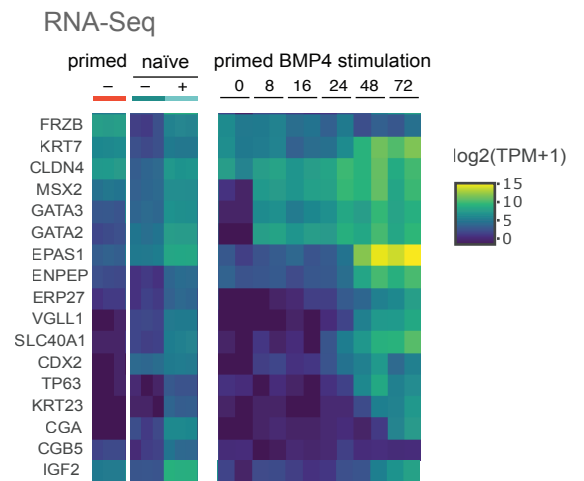 RNA-Seq
primed naïve primed BMP4 stimulation
– – + 0 8 16 24 48 72
FRZB
KRT7
CLDN4
MSX2
GATA3
GATA2
EPAS1
ENPEP
ERP27
VGLL1
SLC40A1
CDX2
TP63
KRT23
CGA
CGB5
IGF2
log2(TPM+1)
15
10
5
0